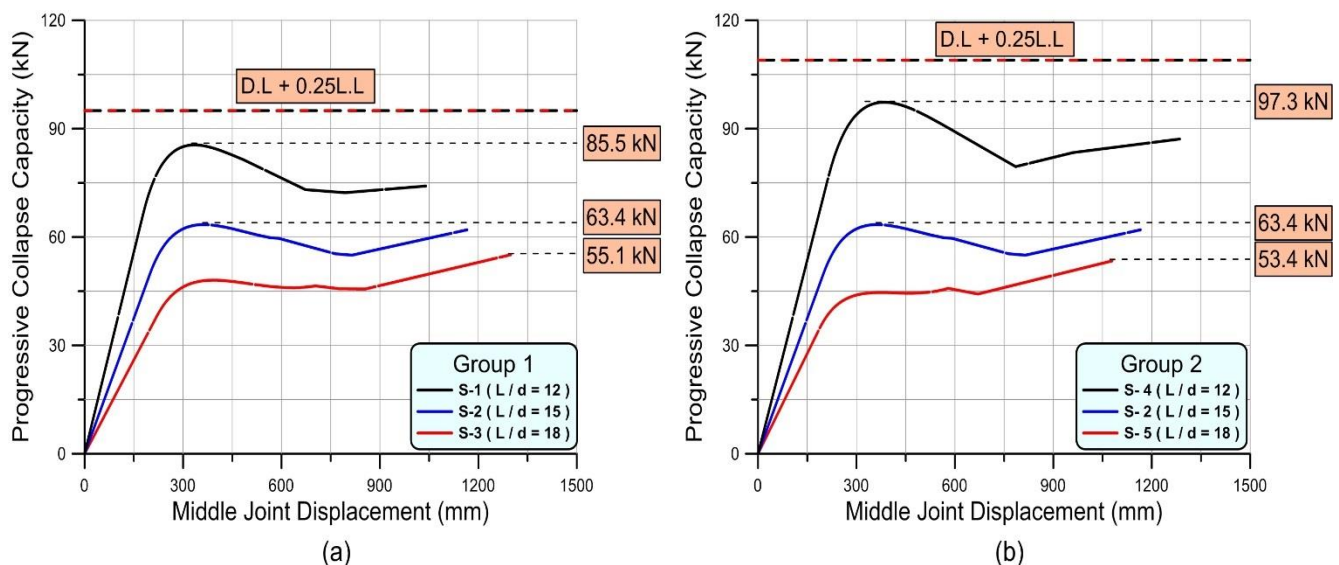 120
90
60
30
0
Progressive Collapse Capacity (kN)
D.L + 0.25L.L
85.5 kN
63.4 kN
55.1 kN
Group 1
S-1 ( L / d = 12 )
S-2 ( L / d = 15 )
S-3 ( L / d = 18 )
0 300 600 900 1200 1500
Middle Joint Displacement (mm)
(a)
120
90
60
30
0
Progressive Collapse Capacity (kN)
D.L + 0.25L.L
97.3 kN
63.4 kN
53.4 kN
Group 2
S- 4 ( L / d = 12 )
S- 2 ( L / d = 15 )
S- 5 ( L / d = 18 )
0 300 600 900 1200 1500
Middle Joint Displacement (mm)
(b)